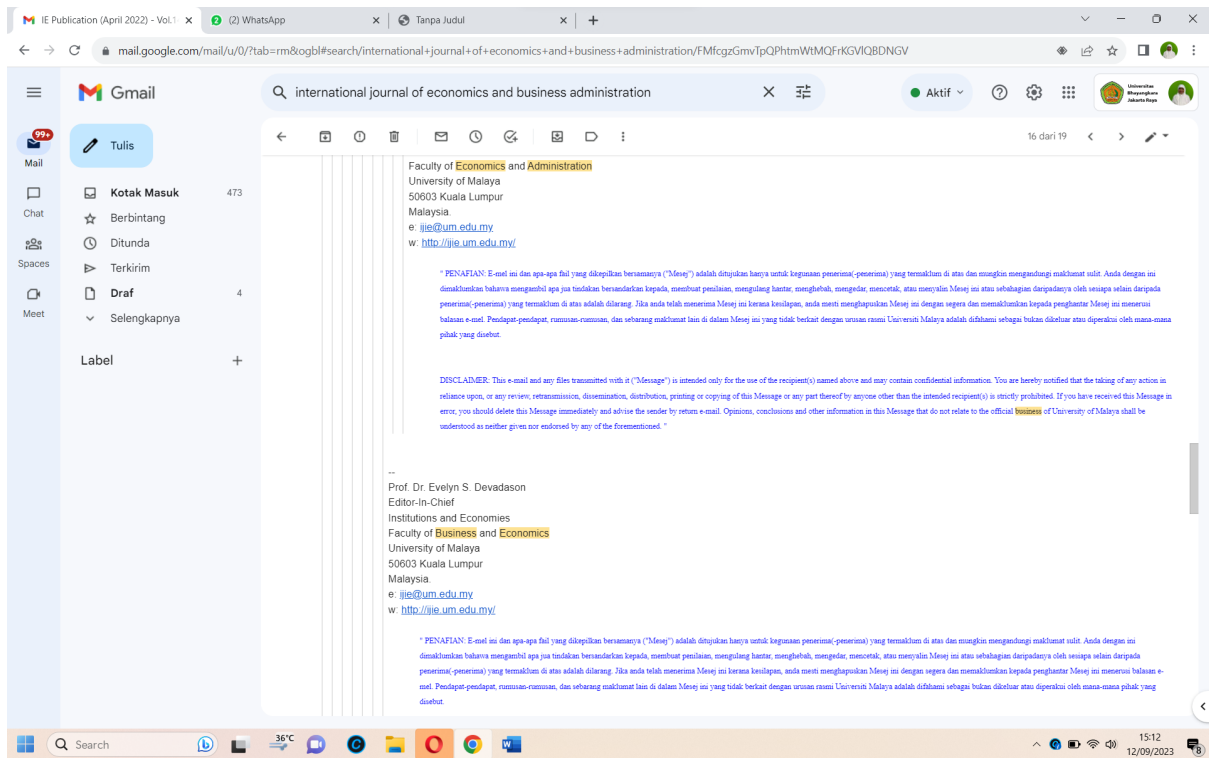 IE Publication (April 2022) - Vol.1
(2) WhatsApp
Scribd
mail.google.com/mail/u/0/?tab=rm&ogbl#search/international+journal+of+economics+and+business+administration/FMfcgzGmvTpQPhtmWtMQFrKGVlQBDNGV
Gmail
international journal of economics and business administration
Aktif
Universitas
Bhayangkara
Jakarta Raya
99+
Mail
Chat
Spaces
Meet
Tulis
Kotak Masuk 473
Berbintang
Ditunda
Terkirim
Draf 4
Selengkapnya
Label
16 dari 19
Faculty of Economics and Administration
University of Malaya
50603 Kuala Lumpur
Malaysia.
e: ijie@um.edu.my
w: http://ijie.um.edu.my/
" PENAFIAN: E-mel ini dan apa-apa fail yang dikepilkan bersamanya ("Mesej") adalah ditujukan hanya untuk kegunaan penerima(-penerima) yang termaklum di atas dan mungkin mengandungi maklumat sulit. Anda dengan ini
dimaklumkan bahawa mengambil apa jua tindakan bersandarkan kepada, membuat penilaian, mengulang hantar, menghebah, mengedar, mencetak, atau menyalin Mesej ini atau sebahagian daripadanya oleh sesiapa selain daripada
penerima(-penerima) yang termaklum di atas adalah dilarang. Jika anda telah menerima Mesej ini kerana kesilapan, anda mesti menghapuskan Mesej ini dengan segera dan memaklumkan kepada penghantar Mesej ini menerusi
balasan e-mel. Pendapat-pendapat, rumusan-rumusan, dan sebarang maklumat lain di dalam Mesej ini yang tidak berkait dengan urusan rasmi Universiti Malaya adalah difahami sebagai bukan dikeluar atau diperakui oleh mana-mana
pihak yang disebut.
DISCLAIMER: This e-mail and any files transmitted with it ("Message") is intended only for the use of the recipient(s) named above and may contain confidential information. You are hereby notified that the taking of any action in
reliance upon, or any review, retransmission, dissemination, distribution, printing or copying of this Message or any part thereof by anyone other than the intended recipient(s) is strictly prohibited. If you have received this Message in
error, you should delete this Message immediately and advise the sender by return e-mail. Opinions, conclusions and other information in this Message that do not relate to the official business of University of Malaya shall be
understood as neither given nor endorsed by any of the forementioned. "
--
Prof. Dr. Evelyn S. Devadason
Editor-In-Chief
Institutions and Economies
Faculty of Business and Economics
University of Malaya
50603 Kuala Lumpur
Malaysia.
e: ijie@um.edu.my
w: http://ijie.um.edu.my/
" PENAFIAN: E-mel ini dan apa-apa fail yang dikepilkan bersamanya ("Mesej") adalah ditujukan hanya untuk kegunaan penerima(-penerima) yang termaklum di atas dan mungkin mengandungi maklumat sulit. Anda dengan ini
dimaklumkan bahawa mengambil apa jua tindakan bersandarkan kepada, membuat penilaian, mengulang hantar, menghebah, mengedar, mencetak, atau menyalin Mesej ini atau sebahagian daripadanya oleh sesiapa selain daripada
penerima(-penerima) yang termaklum di atas adalah dilarang. Jika anda telah menerima Mesej ini kerana kesilapan, anda mesti menghapuskan Mesej ini dengan segera dan memaklumkan kepada penghantar Mesej ini menerusi balasan e-
mel. Pendapat-pendapat, rumusan-rumusan, dan sebarang maklumat lain di dalam Mesej ini yang tidak berkait dengan urusan rasmi Universiti Malaya adalah difahami sebagai bukan dikeluar atau diperakui oleh mana-mana pihak yang
disebut.
Search
36°C
15:12
12/09/2023
8